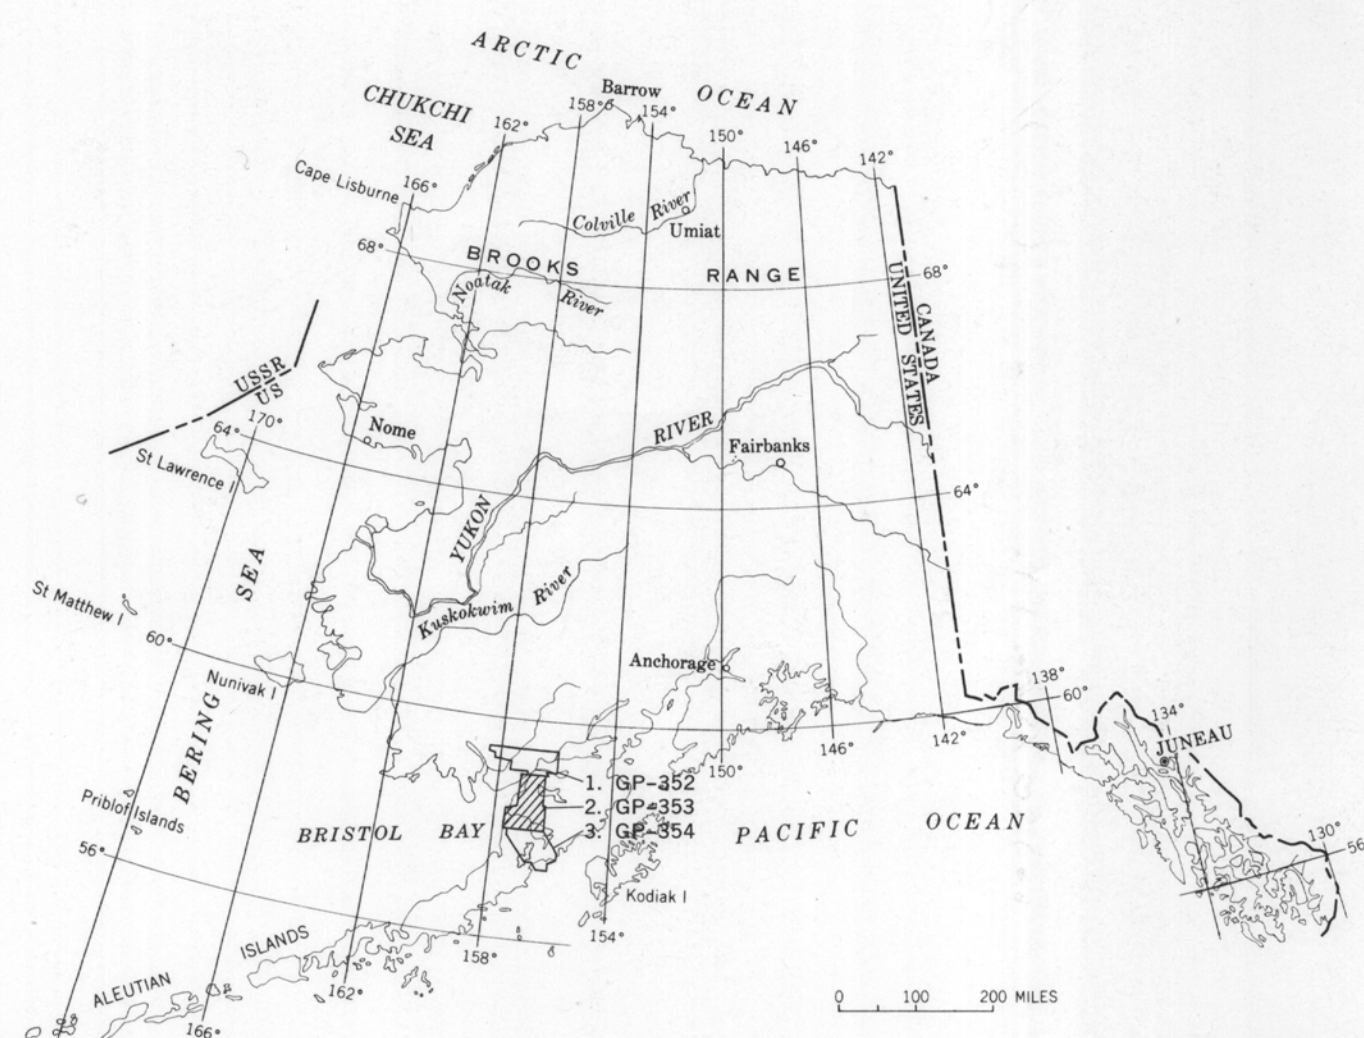 ARCTIC OCEAN
Barrow
CHUKCHI
SEA
162°
158°
154°
150°
146°
142°
Cape Lisburne
166°
Colville River
Umiat
68°
BROOKS RANGE
68°
Noatak River
UNITED STATES
CANADA
USSR
US
170°
64°
Nome
St Lawrence I
RIVER
Fairbanks
64°
YUKON
BERING SEA
St Matthew I
Kuskokwim River
60°
Nunivak I
Anchorage
138°
60°
134°
JUNEAU
146°
142°
150°
1. GP-352
2. GP-353
3. GP-354
Priblof Islands
BRISTOL BAY
PACIFIC OCEAN
130°
56°
56
Kodiak I
154°
158°
ALEUTIAN ISLANDS
162°
166°
0 100 200 MILES